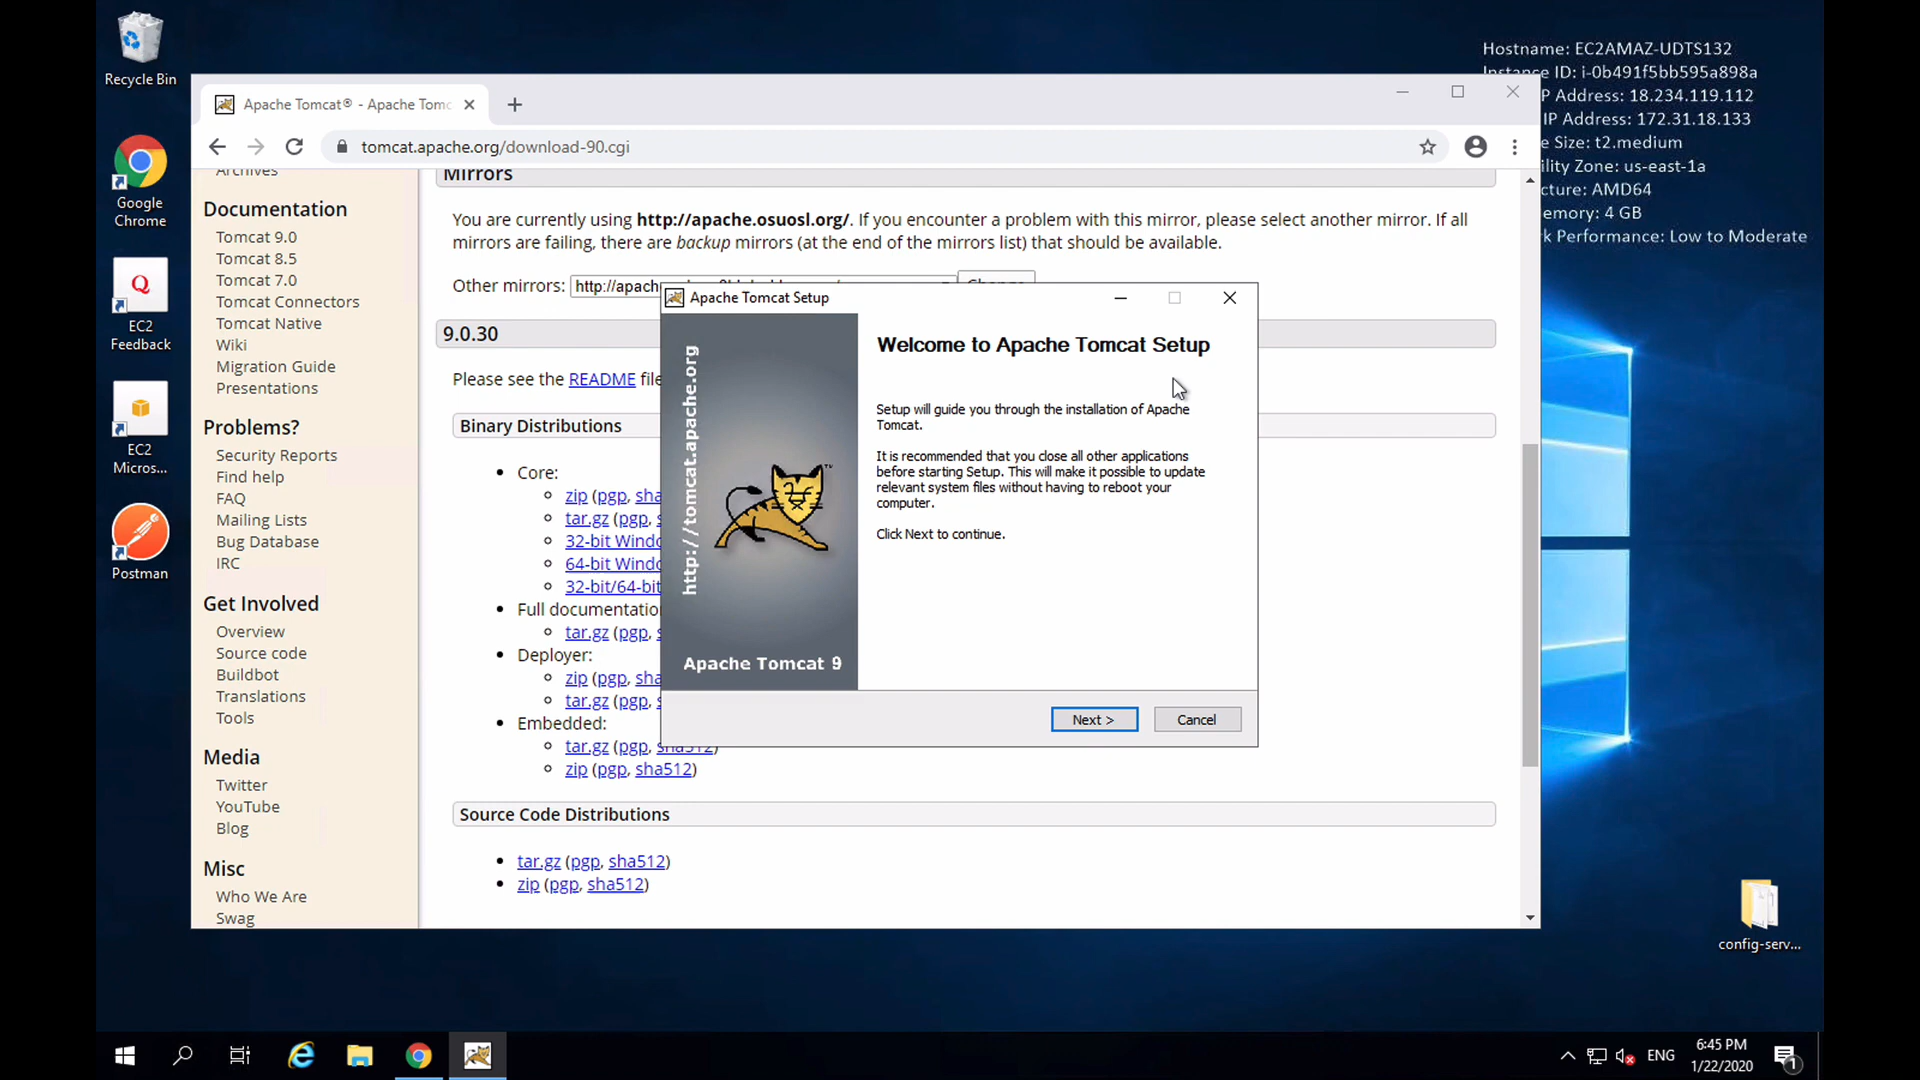 Recycle Bin
Google
Chrome
EC2
Feedback
EC2
Micros...
Postman
Hostname: EC2AMAZ-UDTS132
Instance ID: i-0b491f5bb595a898a
P Address: 18.234.119.112
IP Address: 172.31.18.133
e Size: t2.medium
ility Zone: us-east-1a
cture: AMD64
emory: 4 GB
k Performance: Low to Moderate
Apache Tomcat® - Apache Tomc
tomcat.apache.org/download-90.cgi
Archives
Documentation
Tomcat 9.0
Tomcat 8.5
Tomcat 7.0
Tomcat Connectors
Tomcat Native
Wiki
Migration Guide
Presentations
Problems?
Security Reports
Find help
FAQ
Mailing Lists
Bug Database
IRC
Get Involved
Overview
Source code
Buildbot
Translations
Tools
Media
Twitter
YouTube
Blog
Misc
Who We Are
Swag
Mirrors
You are currently using http://apache.osuosl.org/. If you encounter a problem with this mirror, please select another mirror. If all
mirrors are failing, there are backup mirrors (at the end of the mirrors list) that should be available.
Other mirrors: http://apach
Change
9.0.30
Please see the README file
Binary Distributions
Core:
zip (pgp, sha
tar.gz (pgp, s
32-bit Windo
64-bit Windo
32-bit/64-bit
Full documentatio
tar.gz (pgp, s
Deployer:
zip (pgp, sha
tar.gz (pgp, s
Embedded:
tar.gz (pgp, sha512)
zip (pgp, sha512)
Source Code Distributions
tar.gz (pgp, sha512)
zip (pgp, sha512)
Apache Tomcat Setup
http://tomcat.apache.org
TM
Apache Tomcat 9
Welcome to Apache Tomcat Setup
Setup will guide you through the installation of Apache
Tomcat.
It is recommended that you close all other applications
before starting Setup. This will make it possible to update
relevant system files without having to reboot your
computer.
Click Next to continue.
Next >
Cancel
config-serv...
ENG
6:45 PM
1/22/2020
1